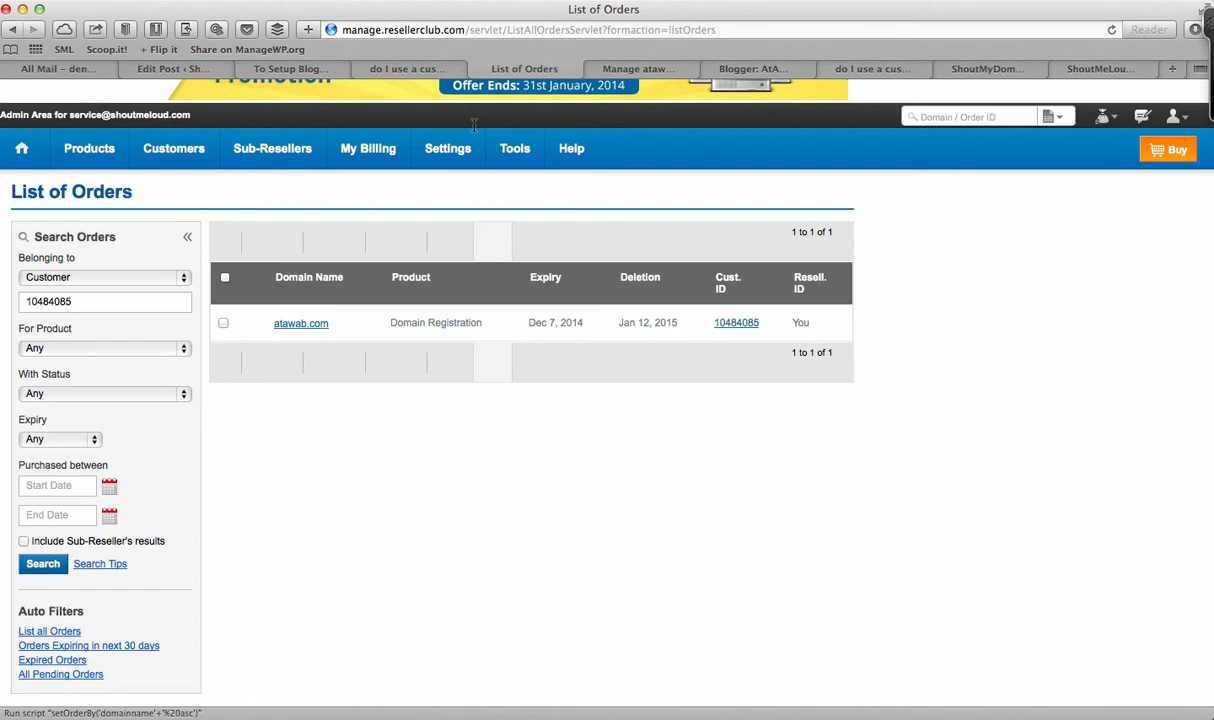 List of Orders
manage.resellerclub.com/servlet/ListAllOrdersServlet?formaction=listOrders
Reader
SML Scoop.it! + Flip it Share on ManageWP.org
All Mail – den... Edit Post ‹ Sh... To Setup Blog... do I use a cus... List of Orders Manage ataw... Blogger: AtA... do I use a cus... ShoutMyDom... ShoutMeLou...
Promotion
Offer Ends: 31st January, 2014
Admin Area for service@shoutmeloud.com
Domain / Order ID
Products Customers Sub-Resellers My Billing Settings Tools Help
Buy
List of Orders
Search Orders
Belonging to
Customer
10484085
For Product
Any
With Status
Any
Expiry
Any
Purchased between
Start Date
End Date
Include Sub-Reseller's results
Search Search Tips
Auto Filters
List all Orders
Orders Expiring in next 30 days
Expired Orders
All Pending Orders
1 to 1 of 1
Domain Name Product Expiry Deletion Cust. ID Resell. ID
atawab.com Domain Registration Dec 7, 2014 Jan 12, 2015 10484085 You
1 to 1 of 1
Run script "setOrderBy('domainname'+'%20asc')"